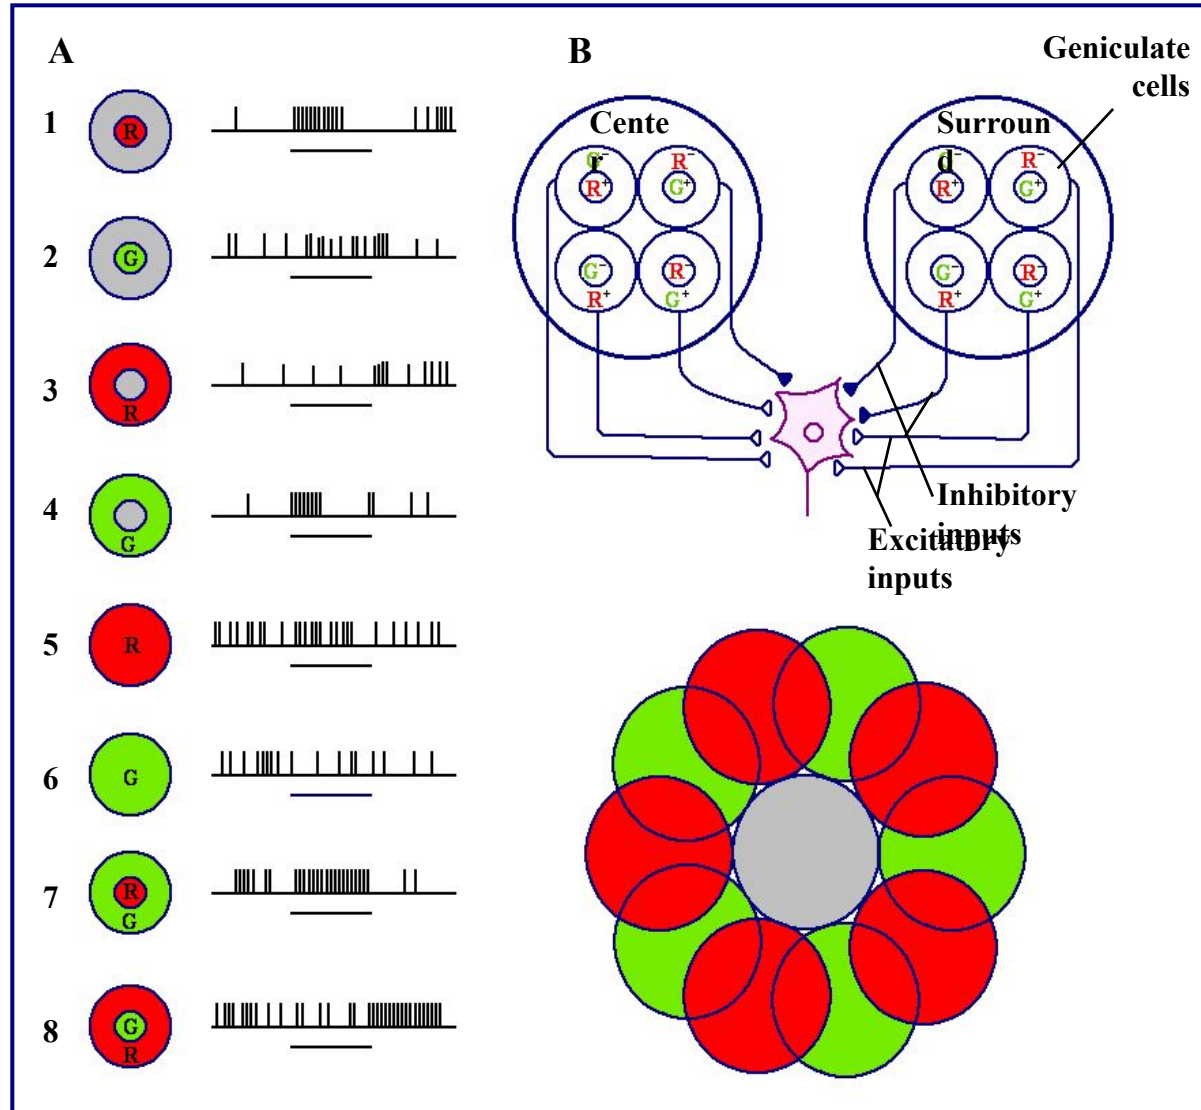 A
B
Geniculate
cells
1
R
Cente
r
Surroun
d
G⁻
R⁺
R⁻
G⁺
G⁻
R⁺
R⁻
G⁺
2
G
G⁻
R⁺
R⁻
G⁺
G⁻
R⁺
R⁻
G⁺
3
R
4
G
Inhibitory
inputs
Excitatory
inputs
5
R
6
G
7
R
G
8
G
R